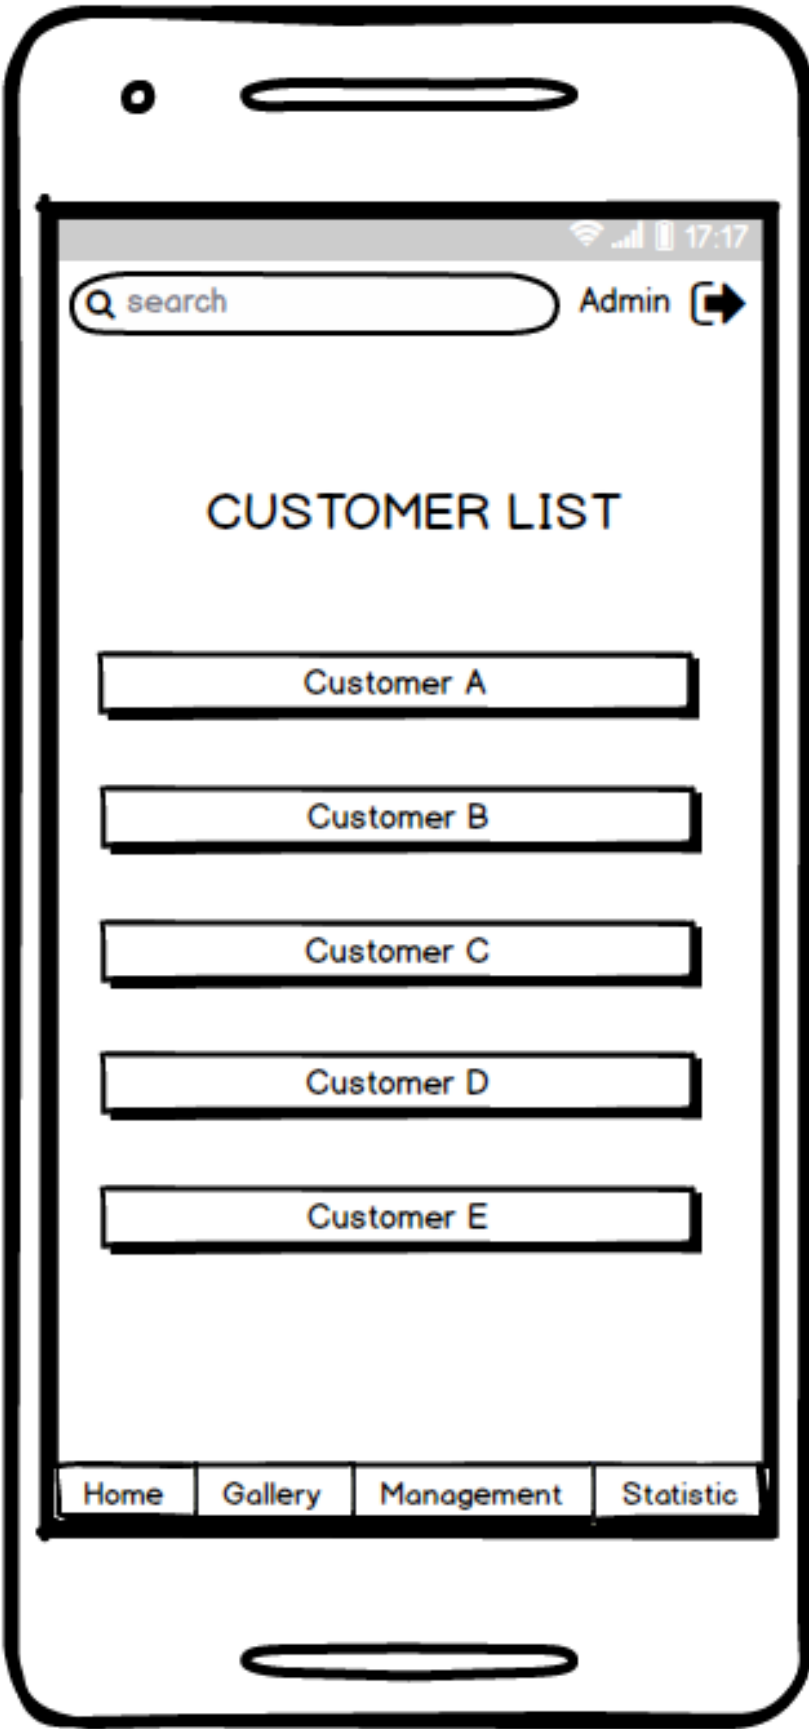 17:17
search Admin
CUSTOMER LIST
Customer A
Customer B
Customer C
Customer D
Customer E
Home Gallery Management Statistic